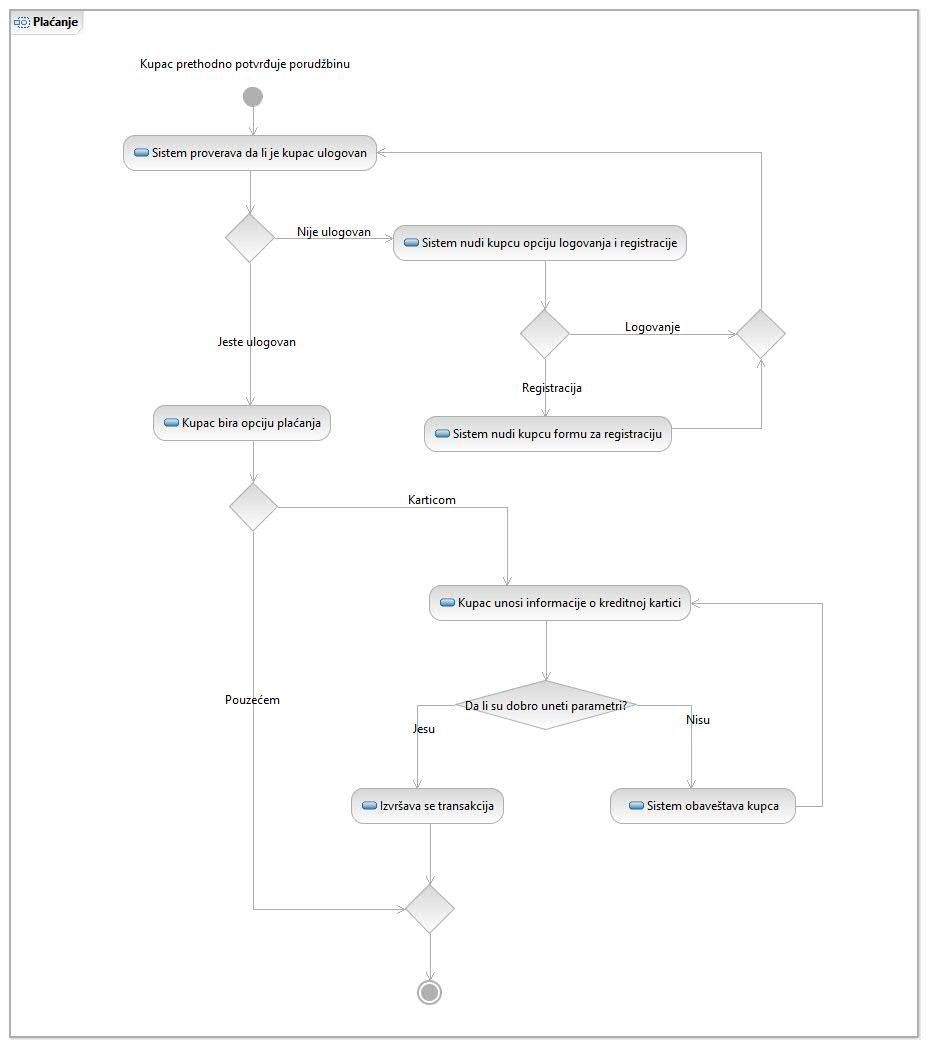 Plaćanje
Kupac prethodno potvrđuje porudžbinu
Sistem proverava da li je kupac ulogovan
Nije ulogovan
Sistem nudi kupcu opciju logovanja i registracije
Logovanje
Jeste ulogovan
Registracija
Kupac bira opciju plaćanja
Sistem nudi kupcu formu za registraciju
Karticom
Kupac unosi informacije o kreditnoj kartici
Pouzećem
Da li su dobro uneti parametri?
Jesu
Nisu
Izvršava se transakcija
Sistem obaveštava kupca